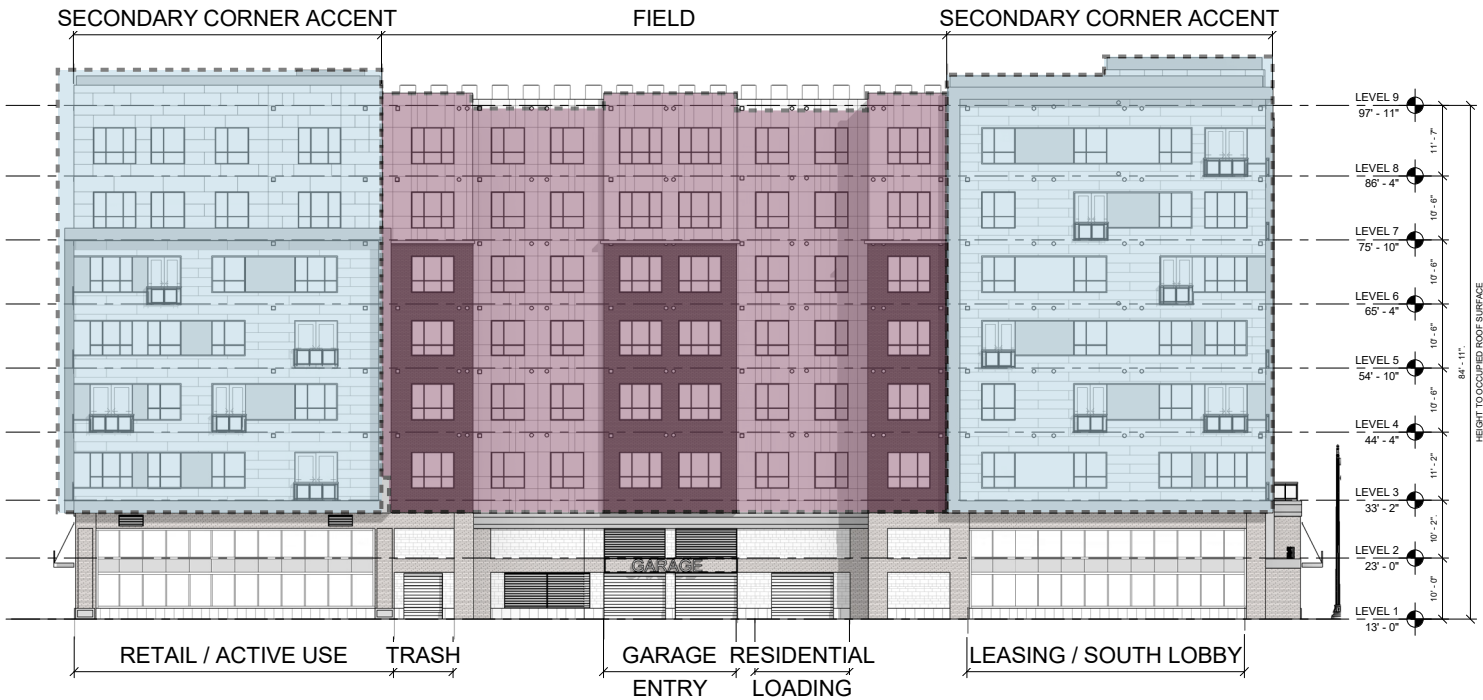 SECONDARY CORNER ACCENT
FIELD
SECONDARY CORNER ACCENT
LEVEL 9
97' - 11"
11' - 7"
LEVEL 8
86' - 4"
10' - 6"
LEVEL 7
75' - 10"
10' - 6"
LEVEL 6
65' - 4"
10' - 6"
LEVEL 5
54' - 10"
10' - 6"
LEVEL 4
44' - 4"
11' - 2"
LEVEL 3
33' - 2"
10' - 2"
LEVEL 2
23' - 0"
10' - 0"
LEVEL 1
13' - 0"
84' - 11"
HEIGHT TO OCCUPIED ROOF SURFACE
GARAGE
RETAIL / ACTIVE USE
TRASH
GARAGE
ENTRY
RESIDENTIAL
LOADING
LEASING / SOUTH LOBBY